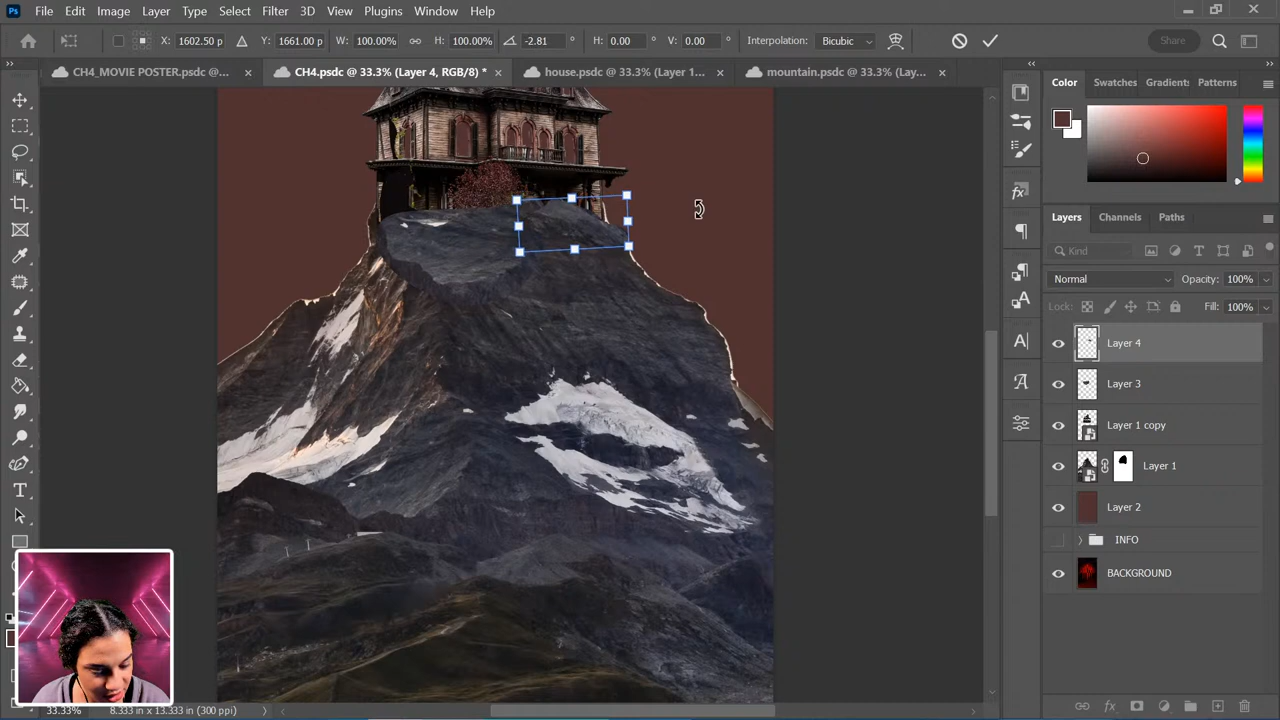 Ps File Edit Image Layer Type Select Filter 3D View Plugins Window Help
X: 1602.50 p Y: 1661.00 p W: 100.00% H: 100.00% -2.81 ° H: 0.00 ° V: 0.00 ° Interpolation: Bicubic Share
CH4_MOVIE POSTER.psdc @ ... × CH4.psdc @ 33.3% (Layer 4, RGB/8) * × house.psdc @ 33.3% (Layer 1... × mountain.psdc @ 33.3% (Lay... ×
Color Swatches Gradient: Patterns
Layers Channels Paths
Kind
Normal Opacity: 100%
Lock: Fill: 100%
Layer 4
Layer 3
Layer 1 copy
Layer 1
Layer 2
INFO
BACKGROUND
33.33% 8.333 in x 13.333 in (300 ppi)